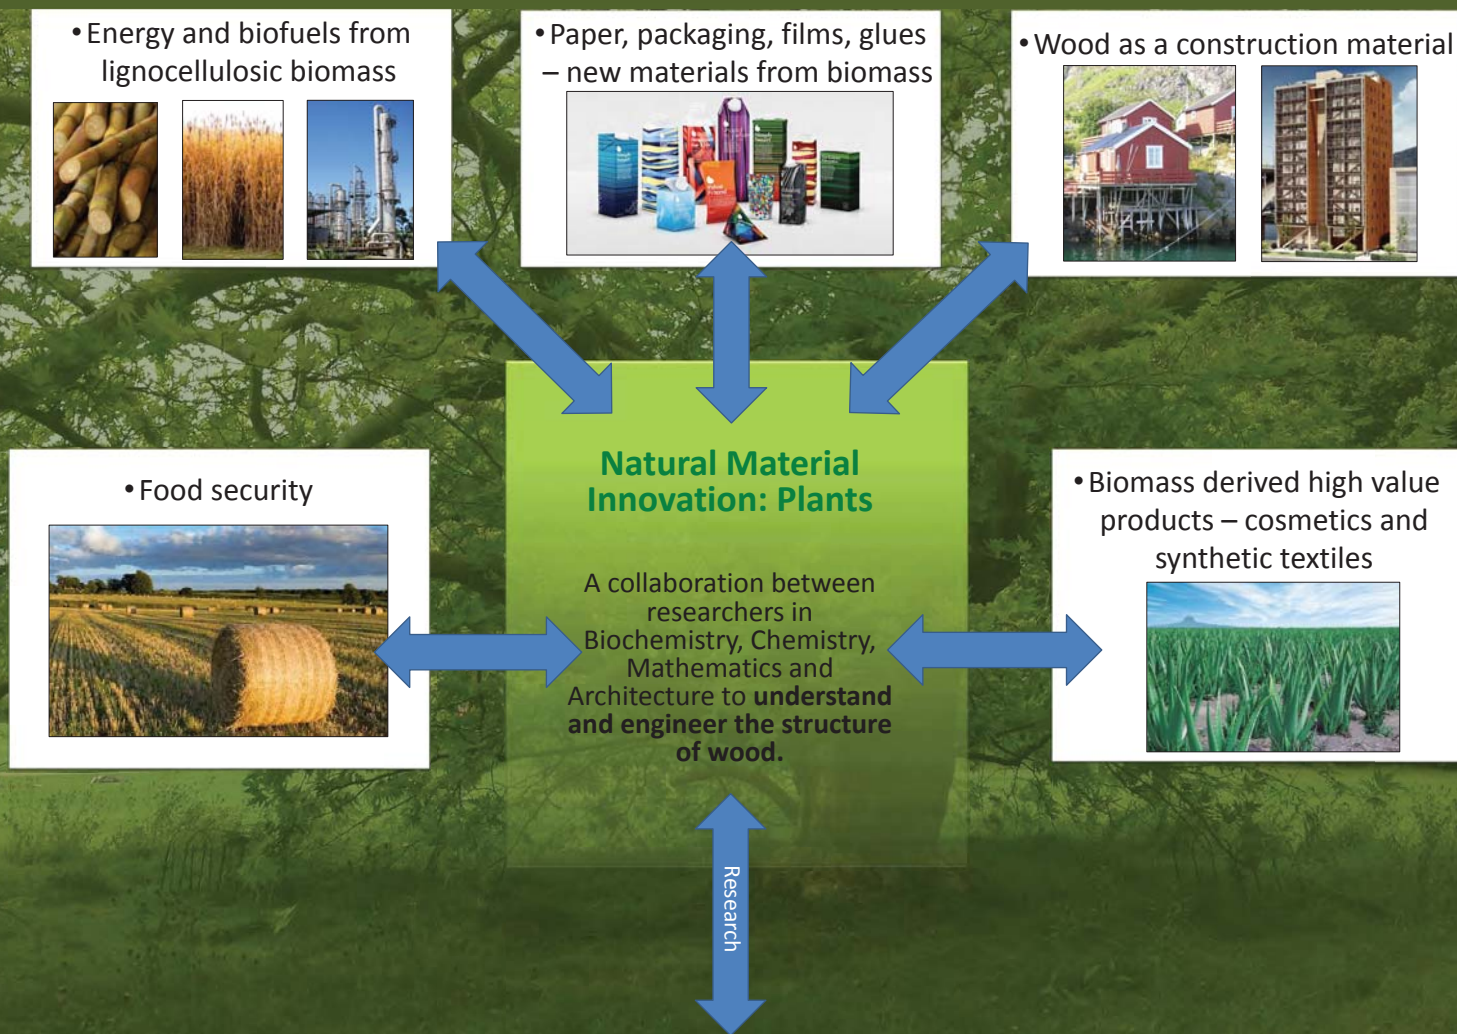 • Energy and biofuels from
lignocellulosic biomass
• Paper, packaging, films, glues
– new materials from biomass
• Wood as a construction material
• Food security
Natural Material
Innovation: Plants
A collaboration between
researchers in
Biochemistry, Chemistry,
Mathematics and
Architecture to understand
and engineer the structure
of wood.
• Biomass derived high value
products – cosmetics and
synthetic textiles
Research